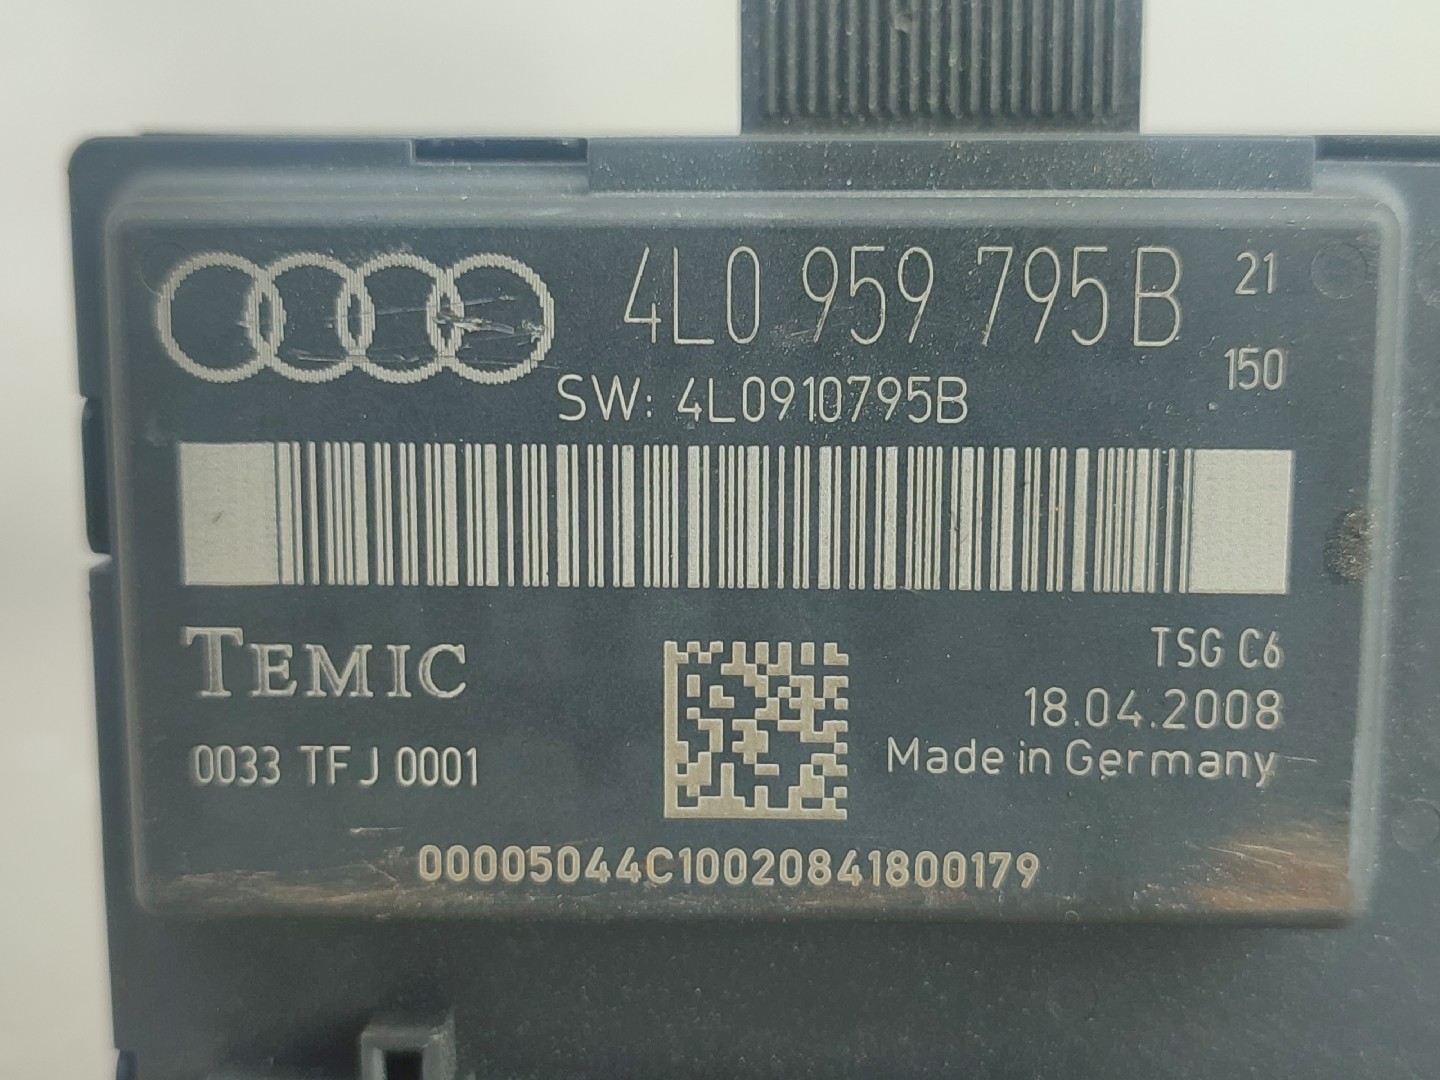 4L0 959 795 B 21
150
SW: 4L0910795B
TEMIC
TSG C6
18.04.2008
0033 TFJ 0001
Made in Germany
00005044C10020841800179